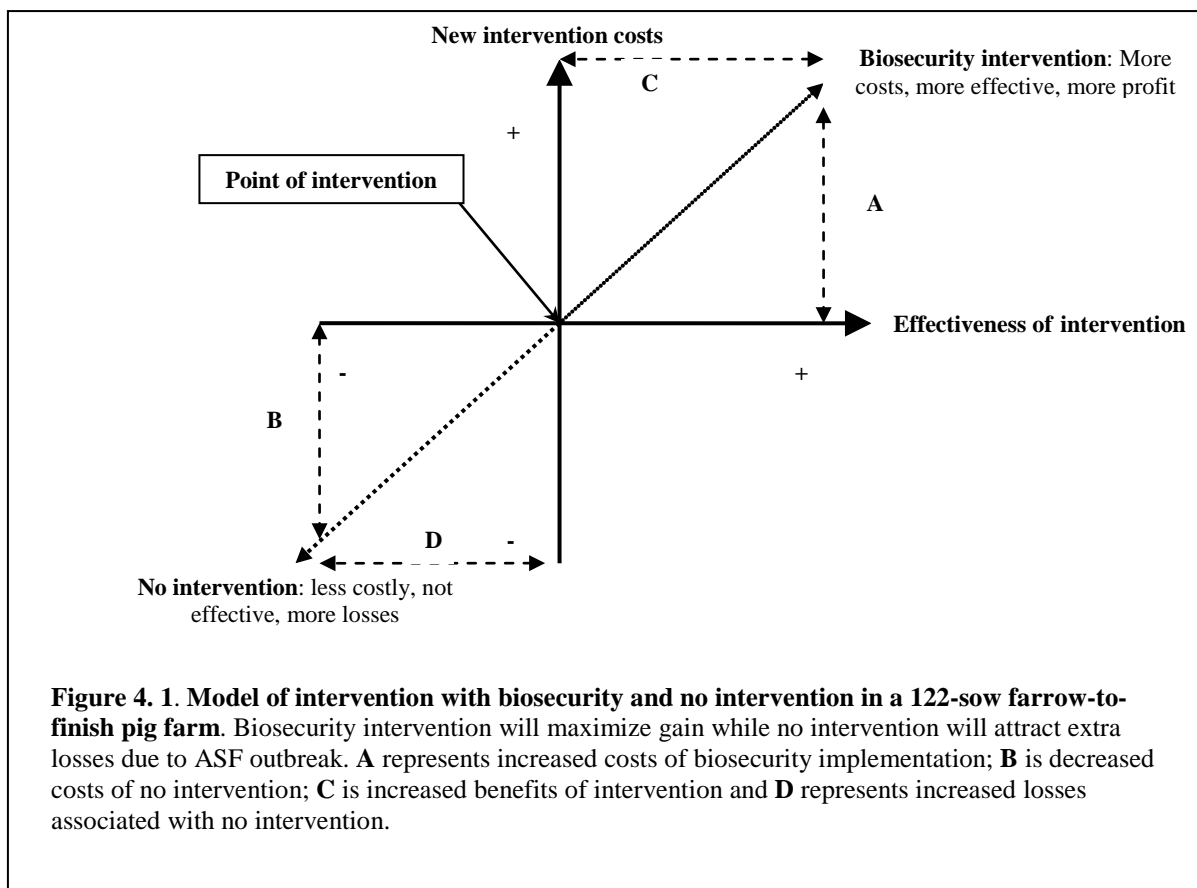 New intervention costs
Biosecurity intervention: More
costs, more effective, more profit
C
+
A
Point of intervention
Effectiveness of intervention
-
+
B
D
-
No intervention: less costly, not
effective, more losses
Figure 4. 1. Model of intervention with biosecurity and no intervention in a 122-sow farrow-to-
finish pig farm. Biosecurity intervention will maximize gain while no intervention will attract extra
losses due to ASF outbreak. A represents increased costs of biosecurity implementation; B is decreased
costs of no intervention; C is increased benefits of intervention and D represents increased losses
associated with no intervention.